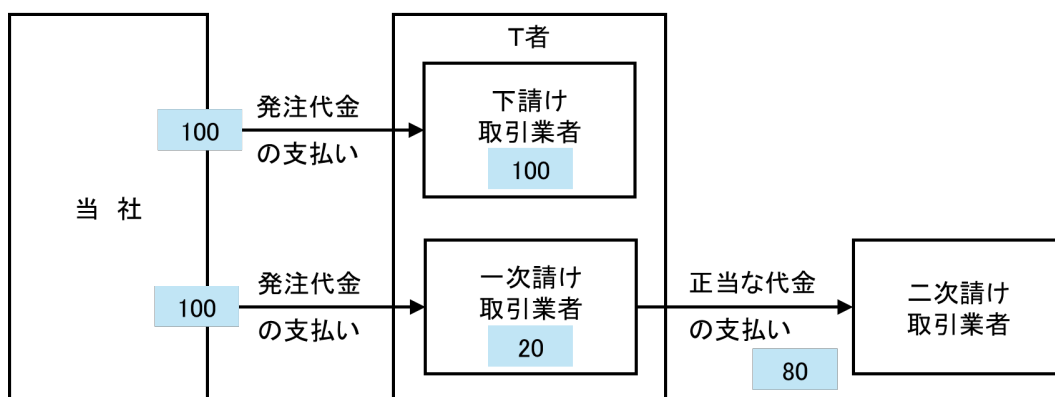 T者
下請け
取引業者
100
発注代金
の支払い
100
当 社
100
発注代金
の支払い
一次請け
取引業者
20
正当な代金
の支払い
80
二次請け
取引業者